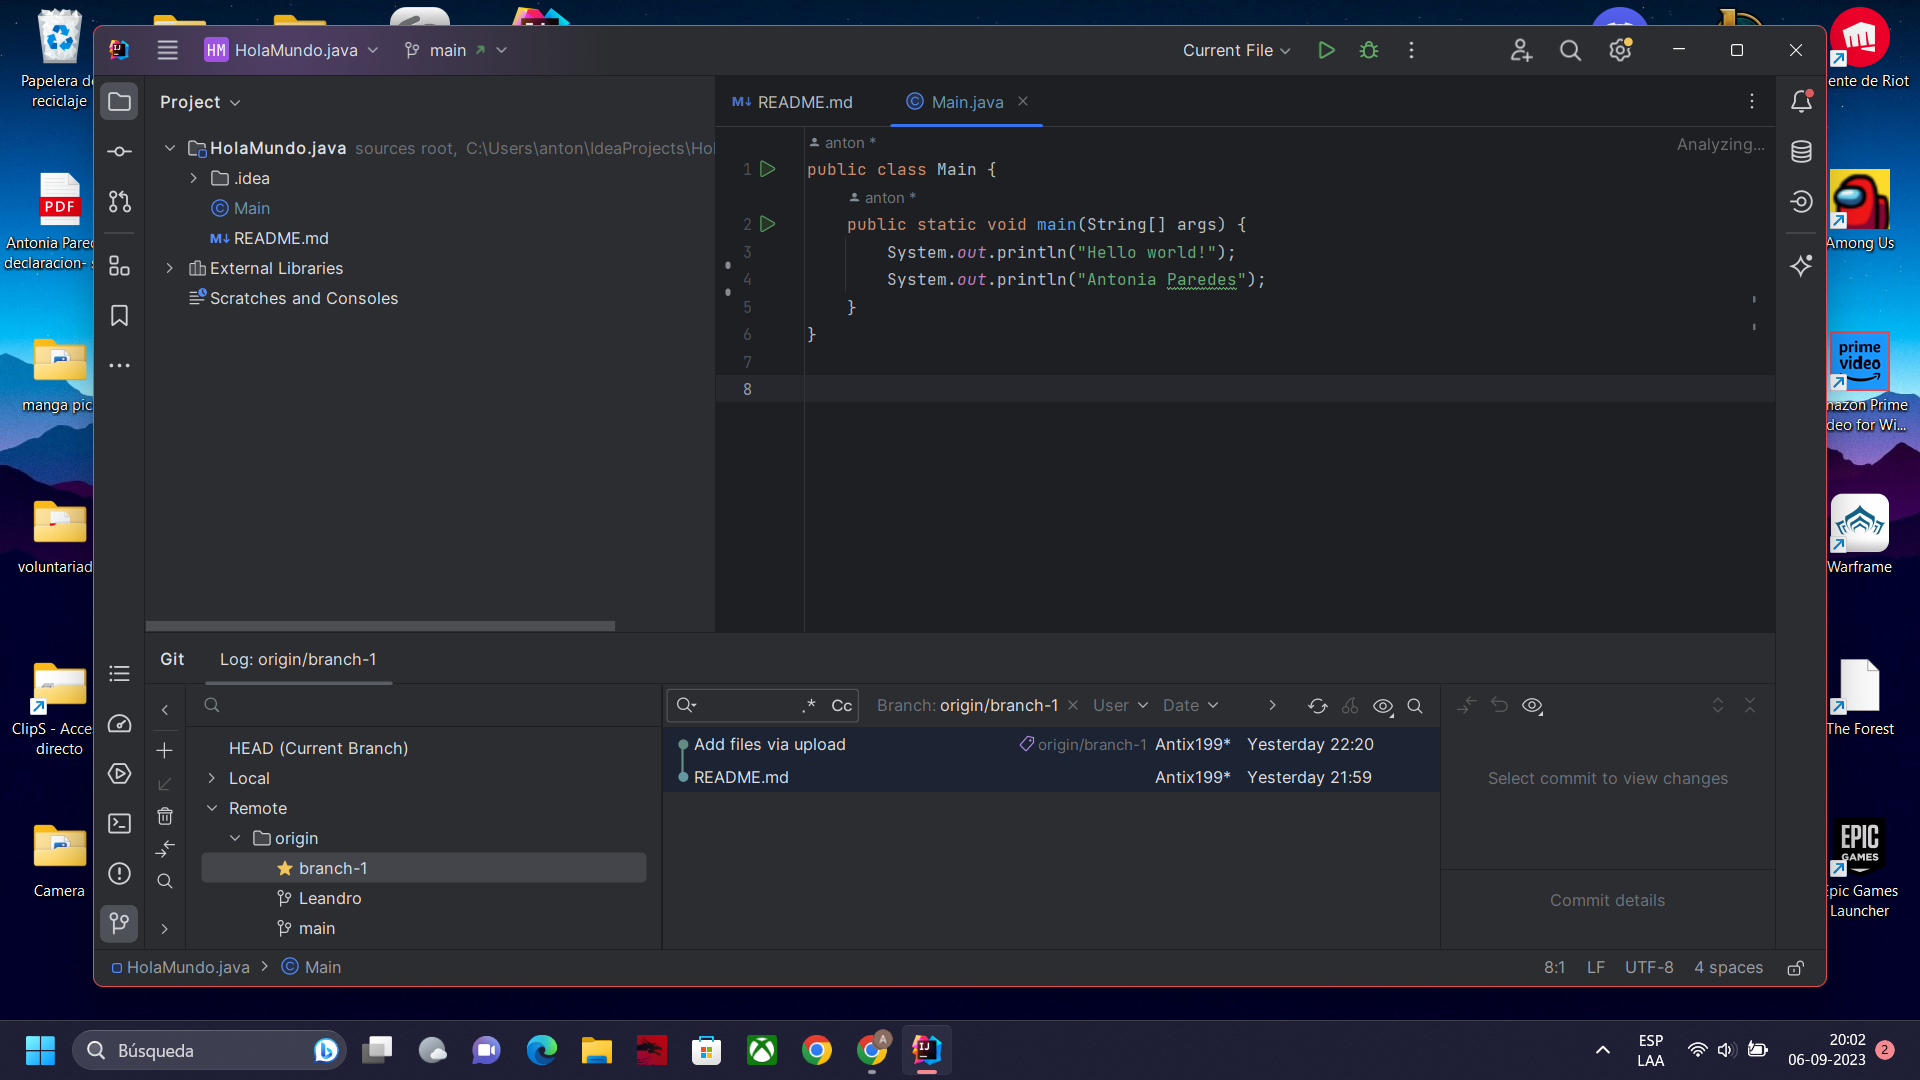 HM HolaMundo.java
main
Current File
Papelera de
reciclaje
ente de Riot
Project
README.md
Main.java
HolaMundo.java sources root, C:\Users\anton\IdeaProjects\Hol
.idea
Main
README.md
External Libraries
Scratches and Consoles
anton *
Analyzing...
1 public class Main {
anton *
2 public static void main(String[] args) {
3 System.out.println("Hello world!");
4 System.out.println("Antonia Paredes");
5 }
6 }
7
8
PDF
Antonia Pared
declaracion- s
manga pic
voluntariad
ClipS - Acce
directo
Camera
Among Us
prime
video
mazon Prime
deo for Wi...
Warframe
The Forest
EPIC
GAMES
Epic Games
Launcher
Git
Log: origin/branch-1
.* Cc
Branch: origin/branch-1
User
Date
HEAD (Current Branch)
Local
Remote
origin
branch-1
Leandro
main
Add files via upload origin/branch-1 Antix199* Yesterday 22:20
README.md Antix199* Yesterday 21:59
Select commit to view changes
Commit details
HolaMundo.java > Main
8:1 LF UTF-8 4 spaces
Búsqueda
A
IJ
ESP
LAA
20:02
06-09-2023
2